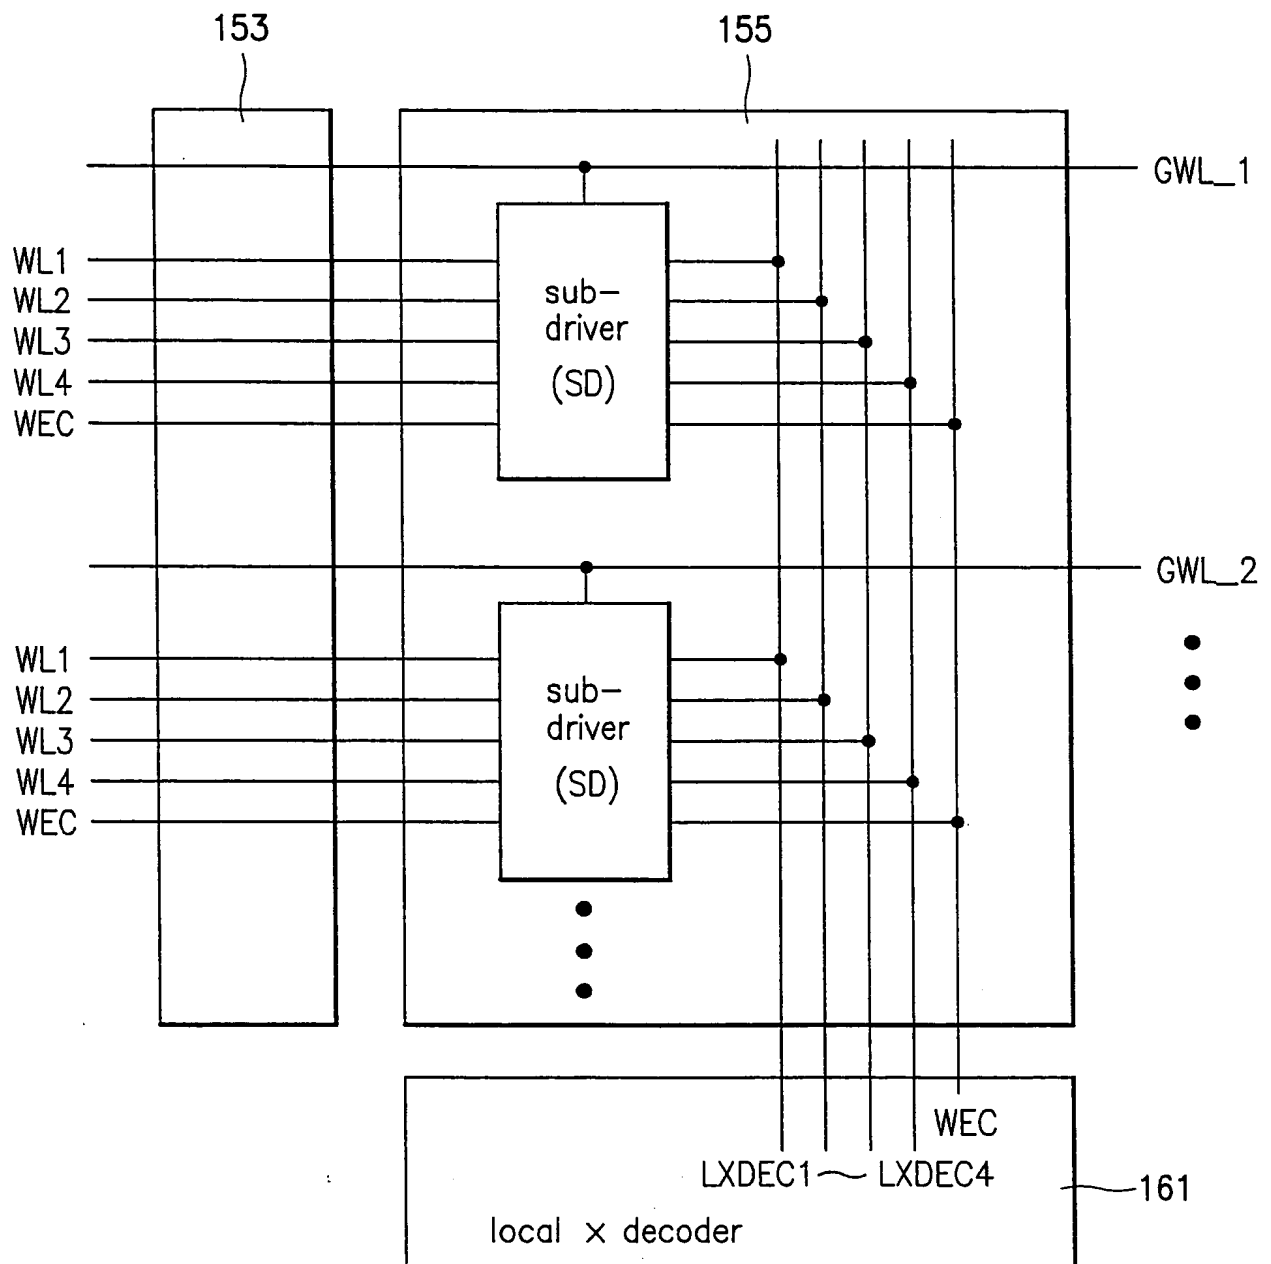 153
155
GWL_1
WL1
WL2
WL3
WL4
WEC
sub-
driver
(SD)
GWL_2
WL1
WL2
WL3
WL4
WEC
sub-
driver
(SD)
WEC
LXDEC1~LXDEC4
161
local x decoder